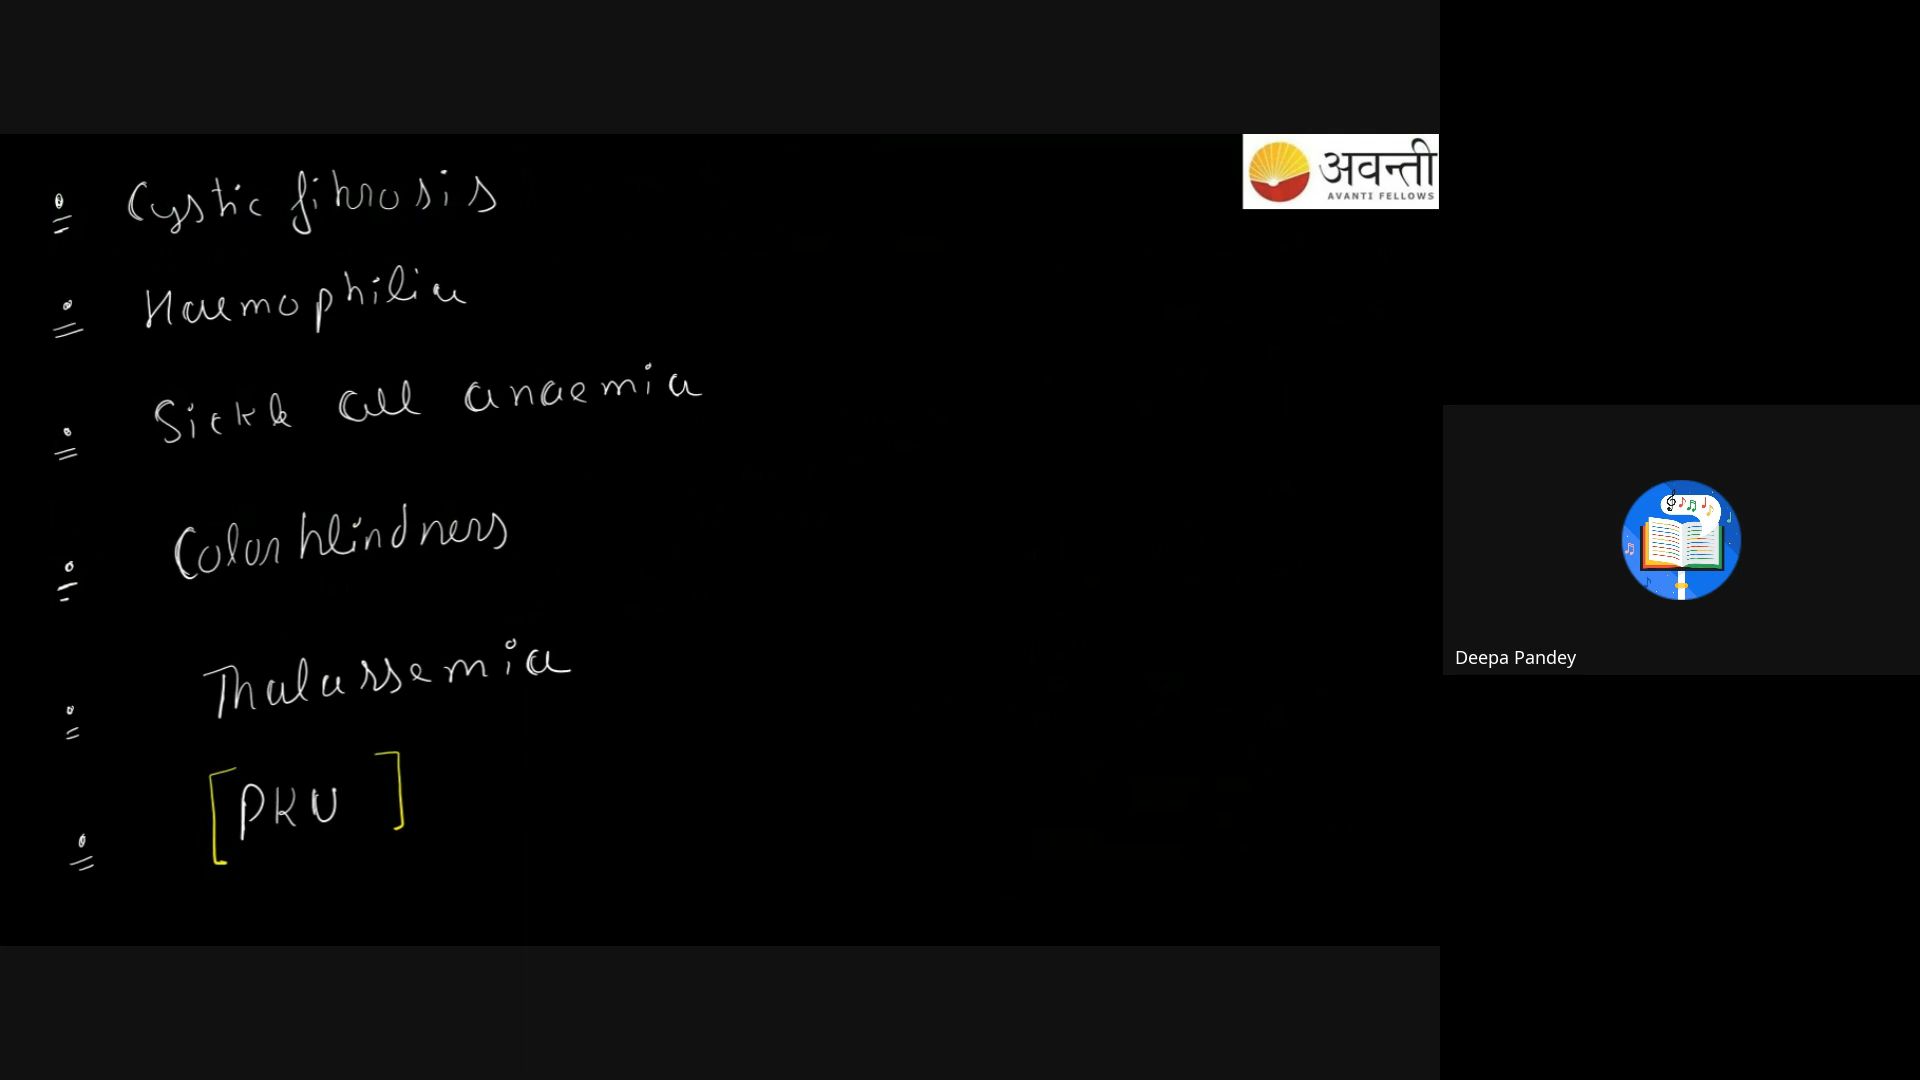 Cystic fibrosis
अवन्ती
AVANTI FELLOWS
Haemophilia
Sickle cell anaemia
Colorblindness
Thalassemia
[PKU]
Deepa Pandey